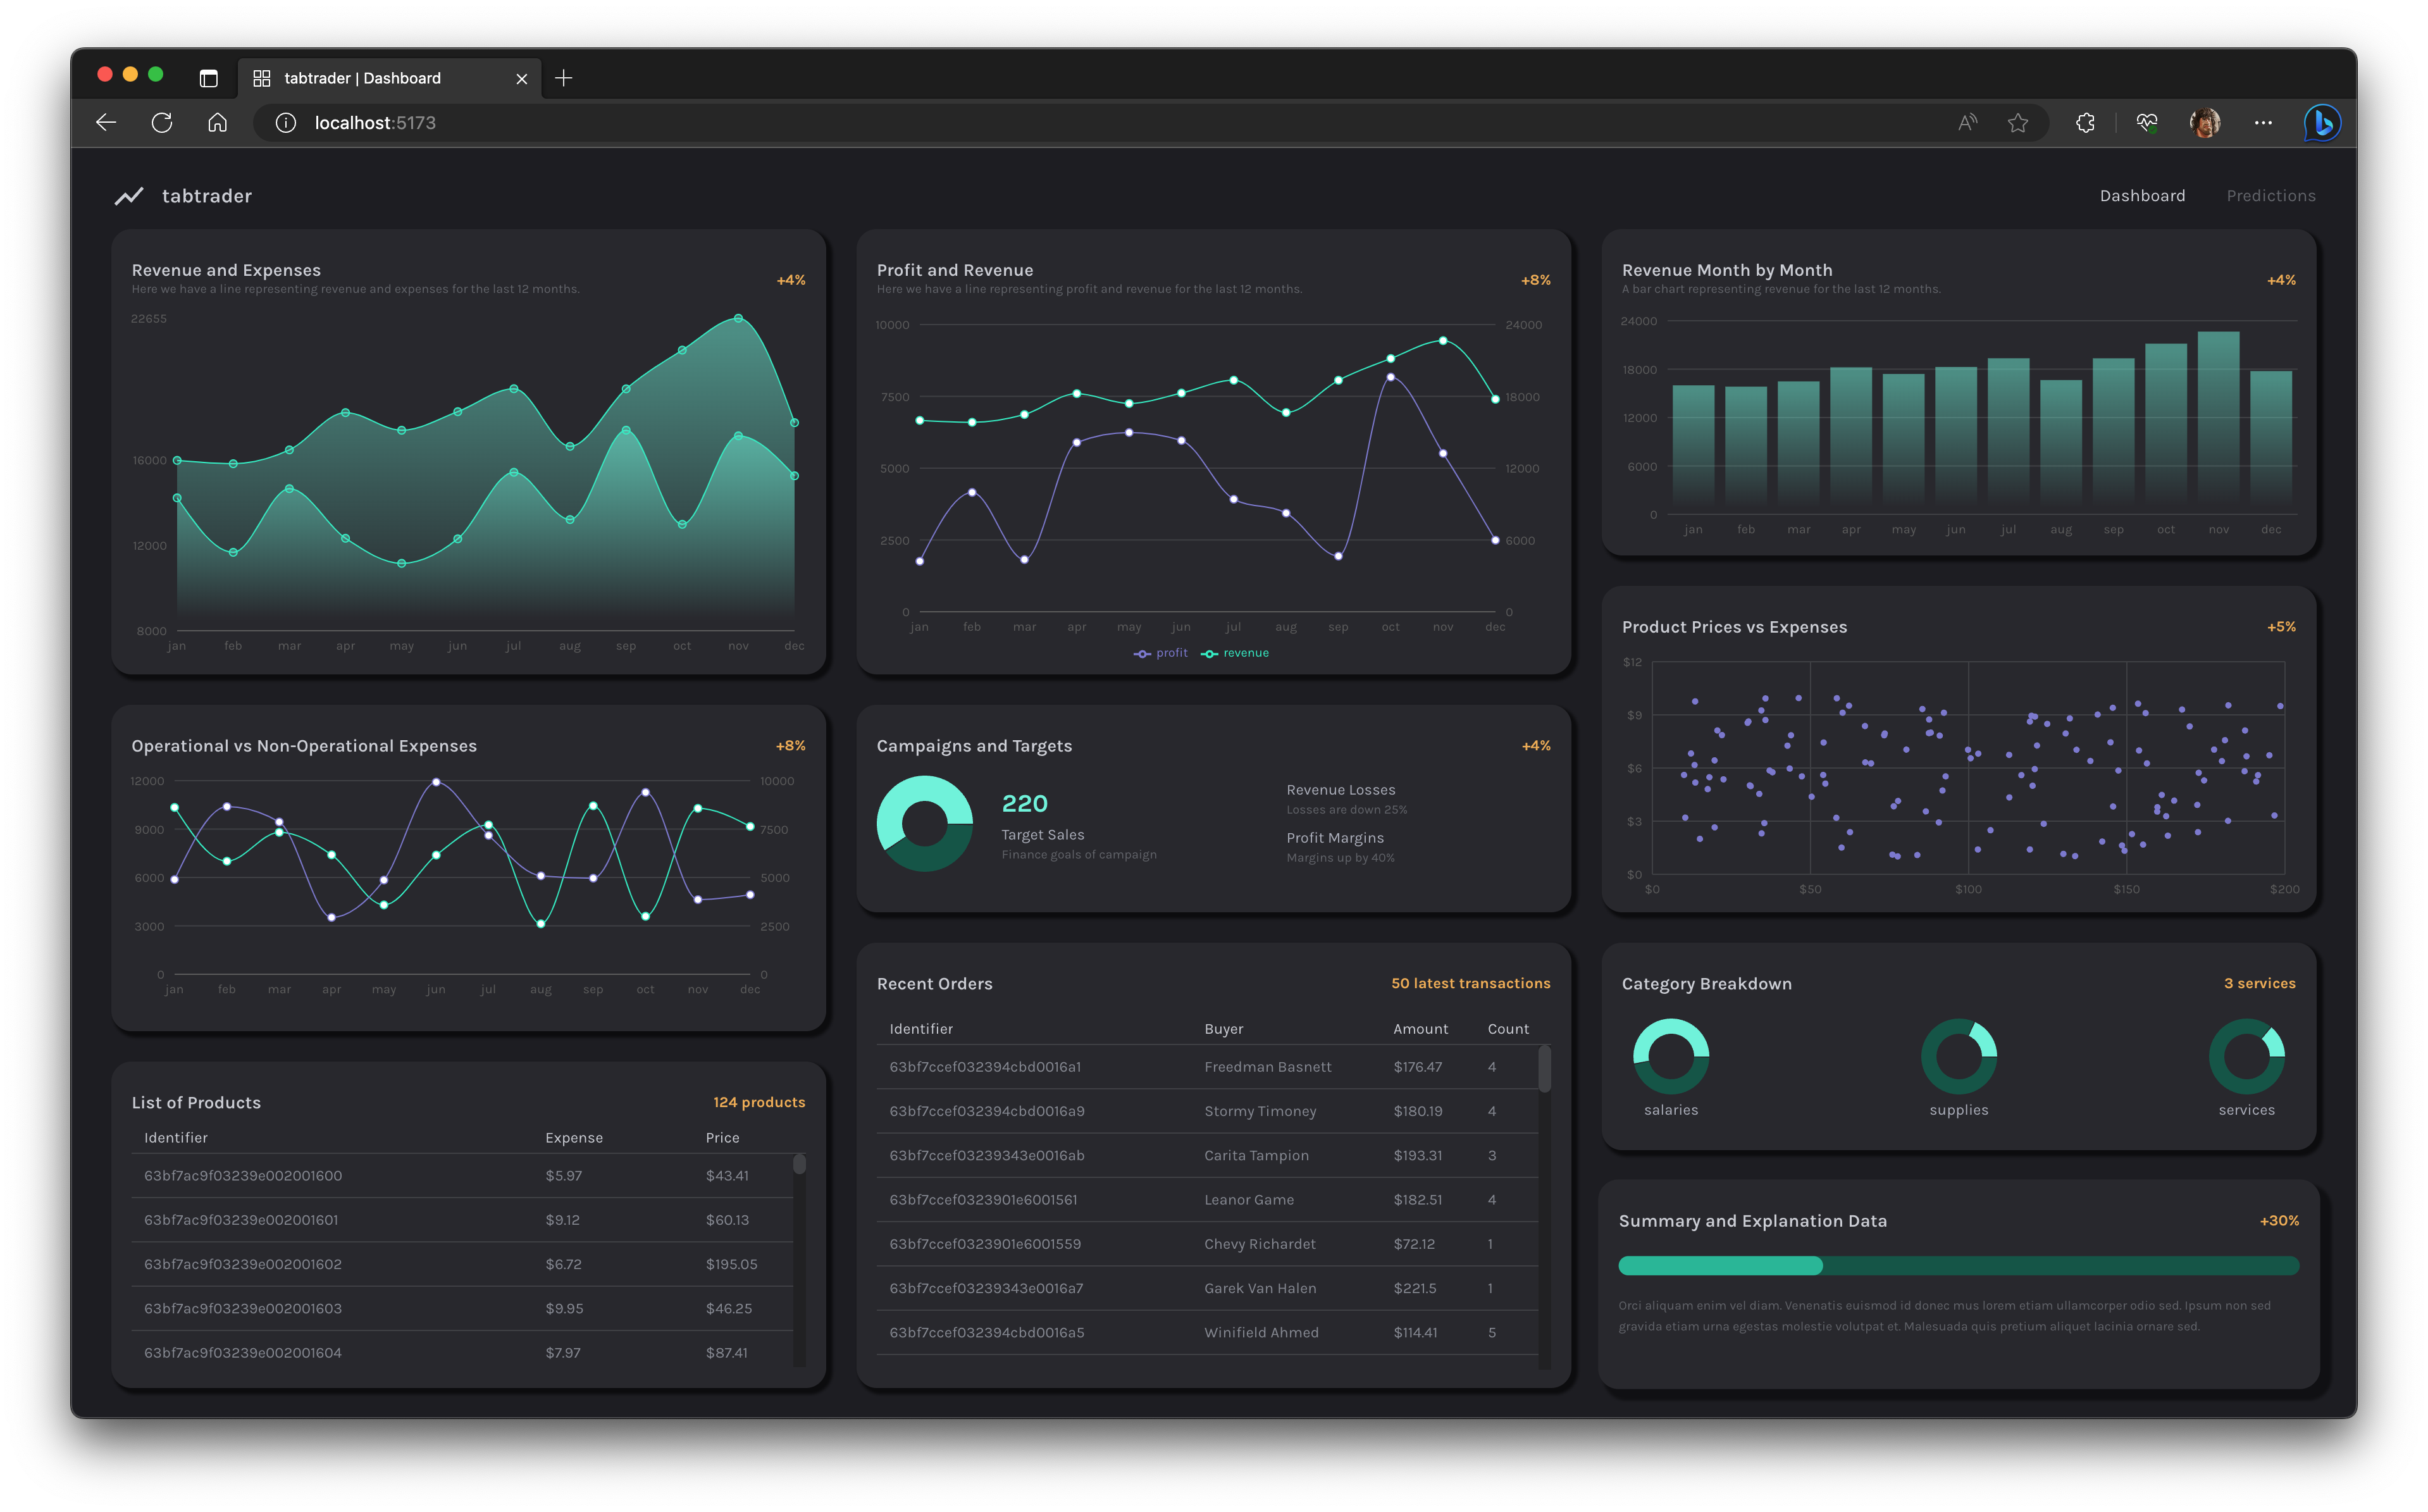 tabtrader | Dashboard
localhost:5173
tabtrader
Dashboard
Predictions
Revenue and Expenses
Here we have a line representing revenue and expenses for the last 12 months.
+4%
22655
16000
12000
8000
jan feb mar apr may jun jul aug sep oct nov dec
Operational vs Non-Operational Expenses
+8%
12000
9000
6000
3000
0
10000
7500
5000
2500
0
jan feb mar apr may jun jul aug sep oct nov dec
List of Products
124 products
Identifier Expense Price
63bf7ac9f03239e002001600 $5.97 $43.41
63bf7ac9f03239e002001601 $9.12 $60.13
63bf7ac9f03239e002001602 $6.72 $195.05
63bf7ac9f03239e002001603 $9.95 $46.25
63bf7ac9f03239e002001604 $7.97 $87.41
Profit and Revenue
Here we have a line representing profit and revenue for the last 12 months.
+8%
10000
7500
5000
2500
0
24000
18000
12000
6000
0
jan feb mar apr may jun jul aug sep oct nov dec
profit revenue
Campaigns and Targets
+4%
220
Target Sales
Finance goals of campaign
Revenue Losses
Losses are down 25%
Profit Margins
Margins up by 40%
Recent Orders
50 latest transactions
Identifier Buyer Amount Count
63bf7ccef032394cbd0016a1 Freedman Basnett $176.47 4
63bf7ccef032394cbd0016a9 Stormy Timoney $180.19 4
63bf7ccef03239343e0016ab Carita Tampion $193.31 3
63bf7ccef0323901e6001561 Leanor Game $182.51 4
63bf7ccef0323901e6001559 Chevy Richardet $72.12 1
63bf7ccef03239343e0016a7 Garek Van Halen $221.5 1
63bf7ccef032394cbd0016a5 Winifield Ahmed $114.41 5
Revenue Month by Month
A bar chart representing revenue for the last 12 months.
+4%
24000
18000
12000
6000
0
jan feb mar apr may jun jul aug sep oct nov dec
Product Prices vs Expenses
+5%
$12
$9
$6
$3
$0
$0 $50 $100 $150 $200
Category Breakdown
3 services
salaries supplies services
Summary and Explanation Data
+30%
Orci aliquam enim vel diam. Venenatis euismod id donec mus lorem etiam ullamcorper odio sed. Ipsum non sed
gravida etiam urna egestas molestie volutpat et. Malesuada quis pretium aliquet lacinia ornare sed.